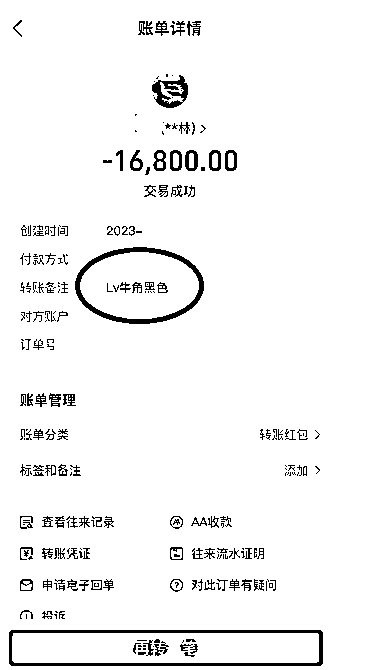 账单详情
(**林)
-16,800.00
交易成功
创建时间 2023-
付款方式
转账备注 Lv牛角黑色
对方账户
订单号
账单管理
账单分类 转账红包
标签和备注 添加
查看往来记录 AA收款
转账凭证 往来流水证明
申请电子回单 对此订单有疑问
投诉